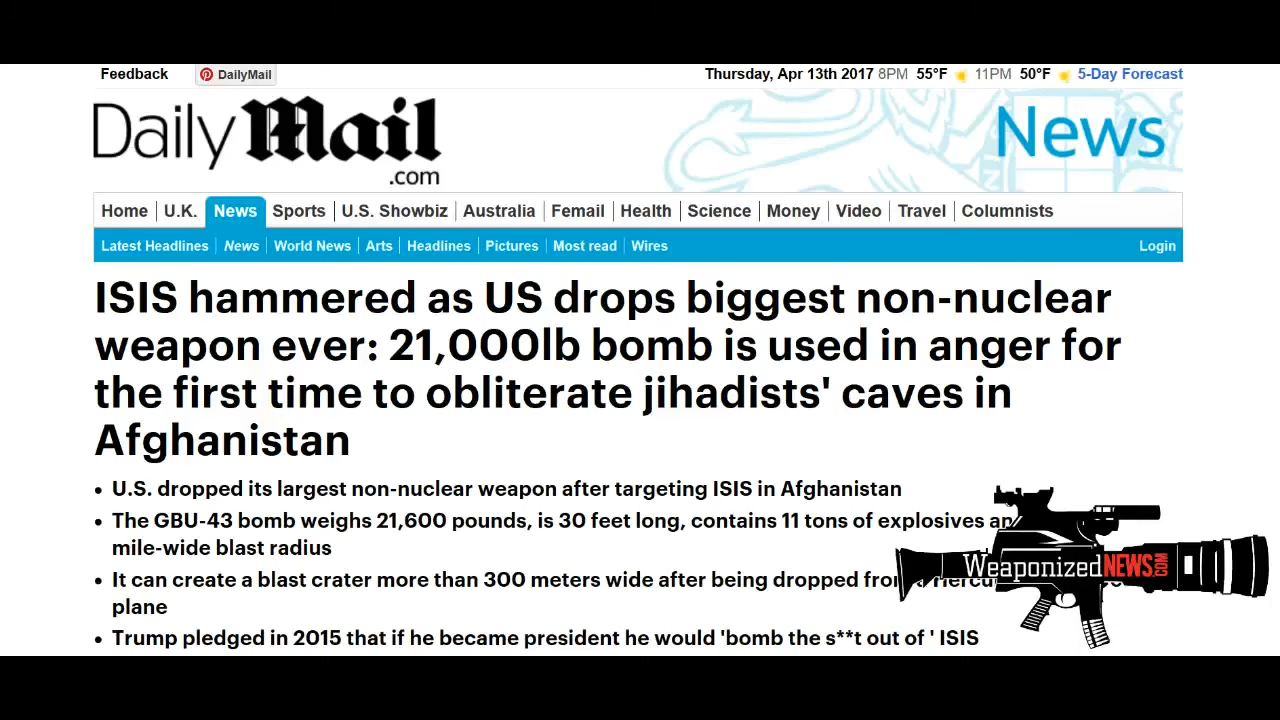 Feedback DailyMail Thursday, Apr 13th 2017 8PM 55°F 11PM 50°F 5-Day Forecast
Daily Mail .com News
Home U.K. News Sports U.S. Showbiz Australia Femail Health Science Money Video Travel Columnists
Latest Headlines News World News Arts Headlines Pictures Most read Wires Login
ISIS hammered as US drops biggest non-nuclear
weapon ever: 21,000lb bomb is used in anger for
the first time to obliterate jihadists' caves in
Afghanistan
• U.S. dropped its largest non-nuclear weapon after targeting ISIS in Afghanistan
• The GBU-43 bomb weighs 21,600 pounds, is 30 feet long, contains 11 tons of explosives
mile-wide blast radius
• It can create a blast crater more than 300 meters wide after being dropped
plane
• Trump pledged in 2015 that if he became president he would 'bomb the s**t out of ' ISIS
WeaponizedNEWS.COM